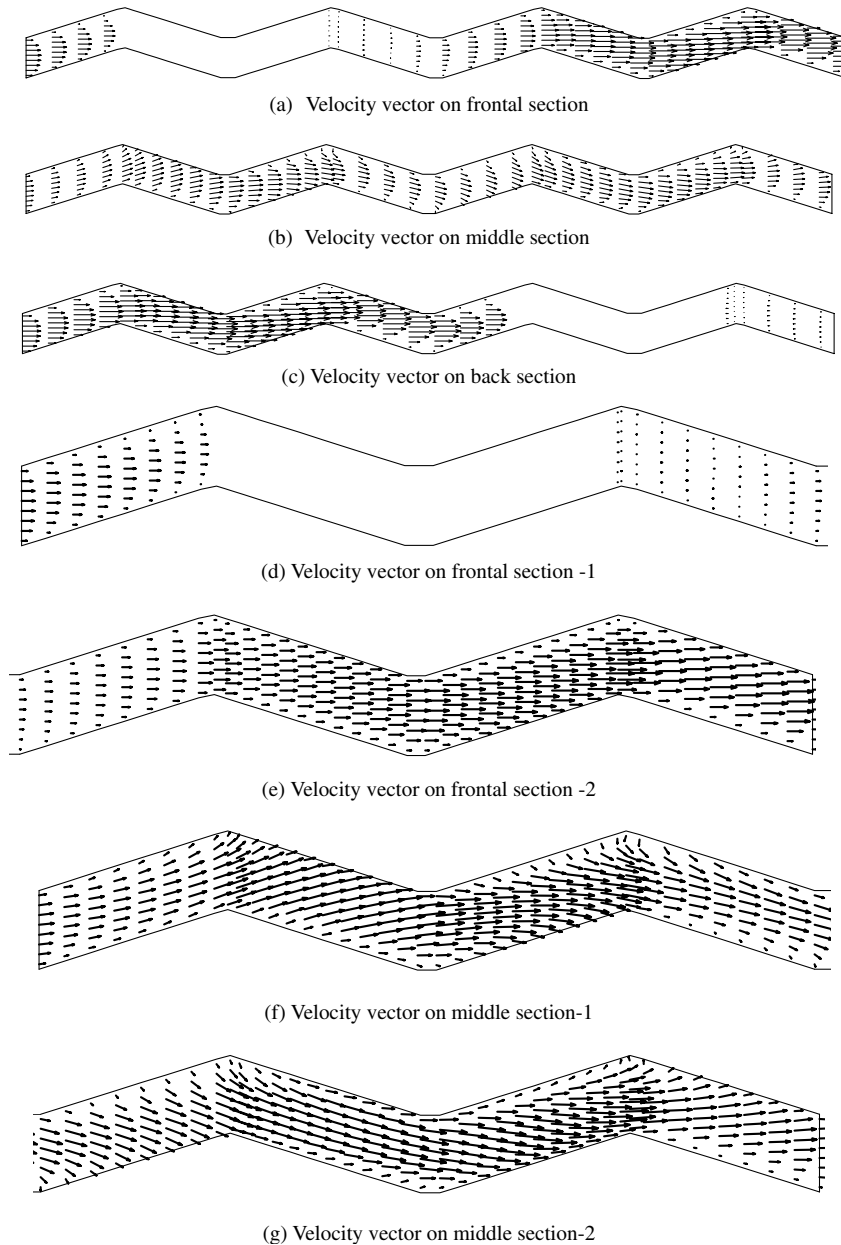 (a) Velocity vector on frontal section
(b) Velocity vector on middle section
(c) Velocity vector on back section
(d) Velocity vector on frontal section -1
(e) Velocity vector on frontal section -2
(f) Velocity vector on middle section-1
(g) Velocity vector on middle section-2